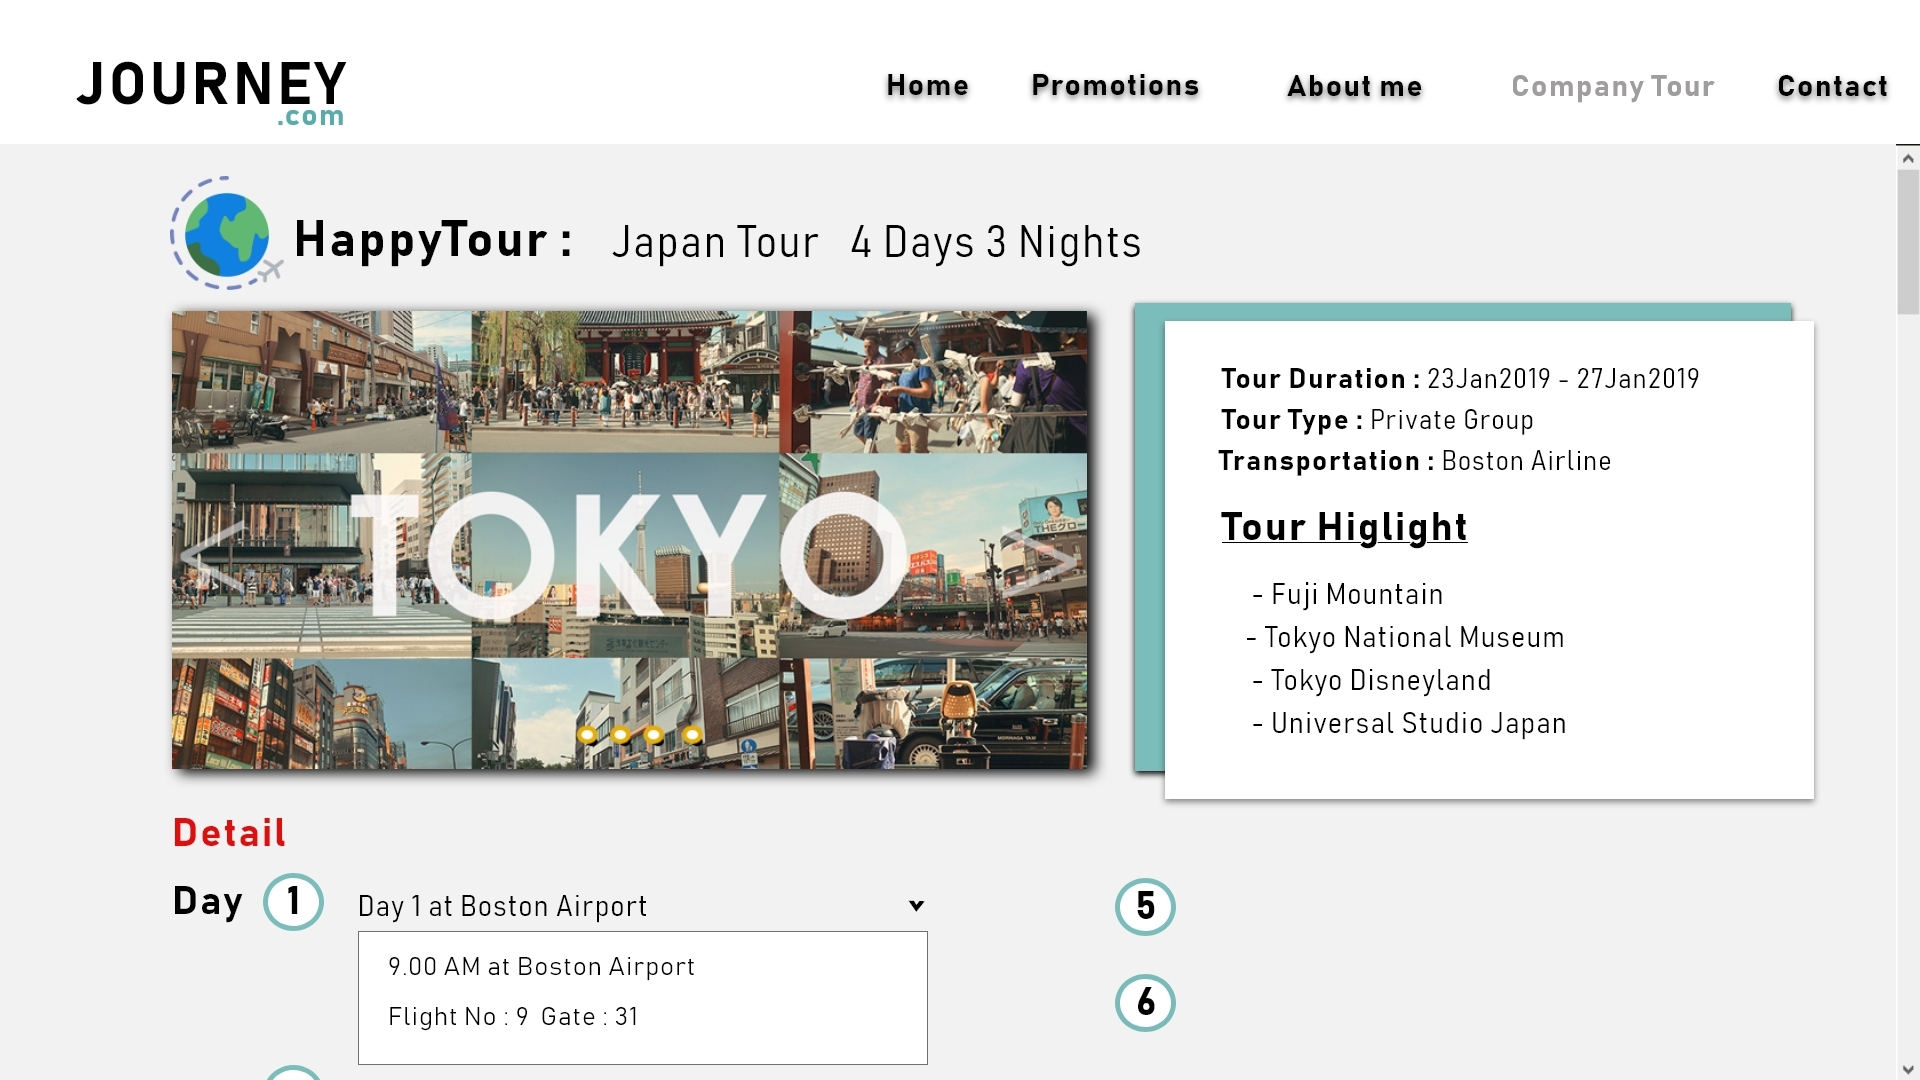 JOURNEY
.com
Home
Promotions
About me
Company Tour
Contact
HappyTour : Japan Tour 4 Days 3 Nights
TOKYO
Tour Duration : 23Jan2019 - 27Jan2019
Tour Type : Private Group
Transportation : Boston Airline
Tour Higlight
- Fuji Mountain
- Tokyo National Museum
- Tokyo Disneyland
- Universal Studio Japan
Detail
Day 1
Day 1 at Boston Airport
9.00 AM at Boston Airport
Flight No : 9 Gate : 31
5
6